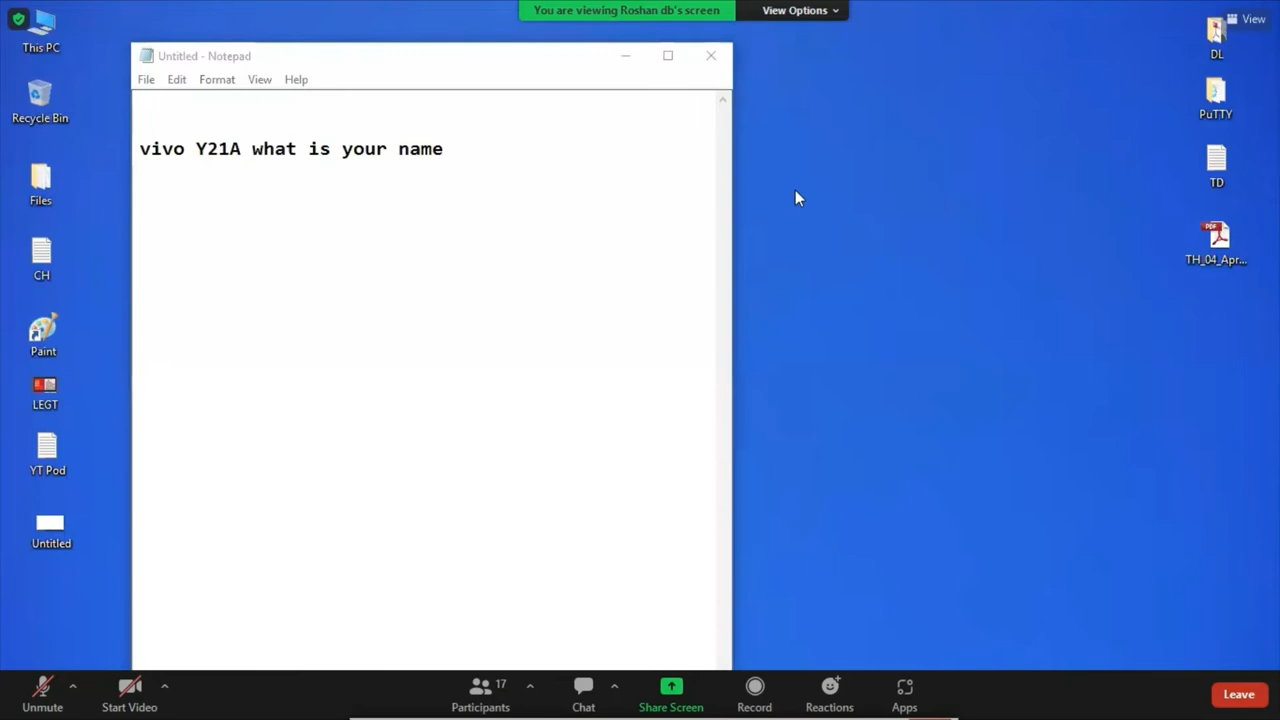 You are viewing Roshan db's screen
View Options
View
This PC
Recycle Bin
Files
CH
Paint
LEGT
YT Pod
Untitled
Untitled - Notepad
File Edit Format View Help
vivo Y21A what is your name
DL
PuTTY
TD
PDF
TH_04_Apr...
Unmute
Start Video
17
Participants
Chat
Share Screen
Record
Reactions
Apps
Leave